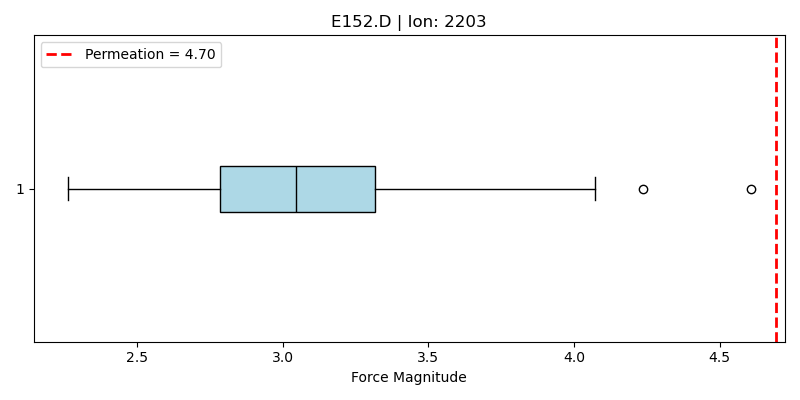 E152.D | Ion: 2203
Permeation = 4.70
1
2.5 3.0 3.5 4.0 4.5
Force Magnitude